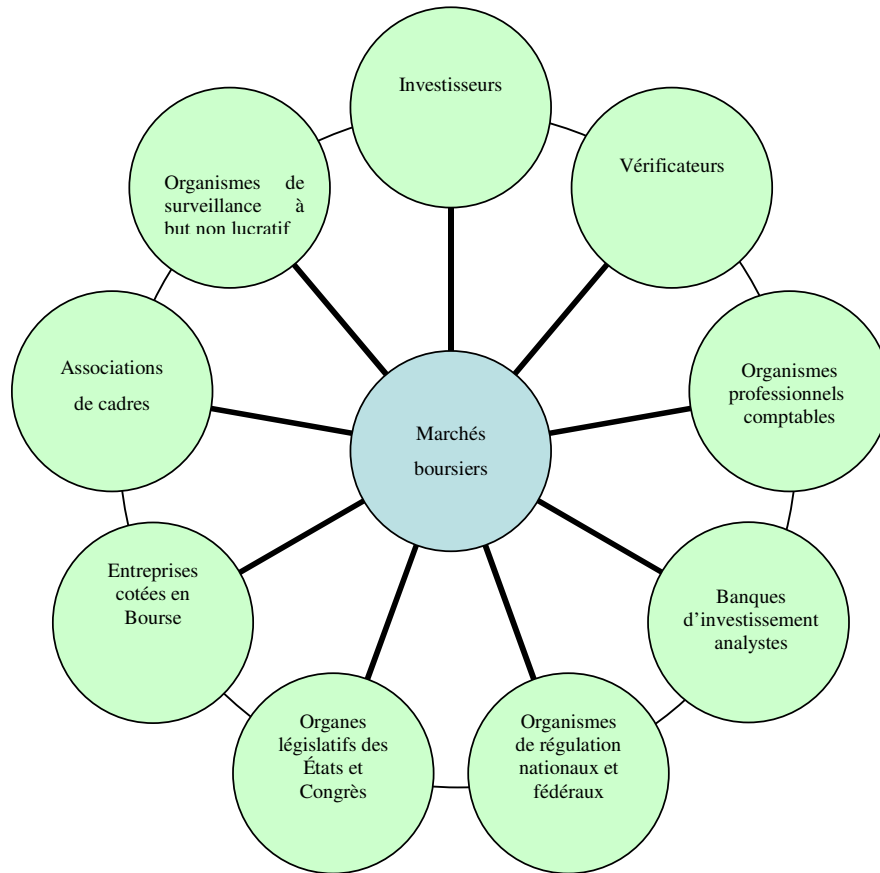 Investisseurs
Vérificateurs
Organismes
professionnels
comptables
Banques
d’investissement
analystes
Organismes
de régulation
nationaux et
fédéraux
Organes
législatifs des
États et
Congrès
Entreprises
cotées en
Bourse
Associations
de cadres
Organismes de
surveillance à
but non lucratif
Marchés
boursiers